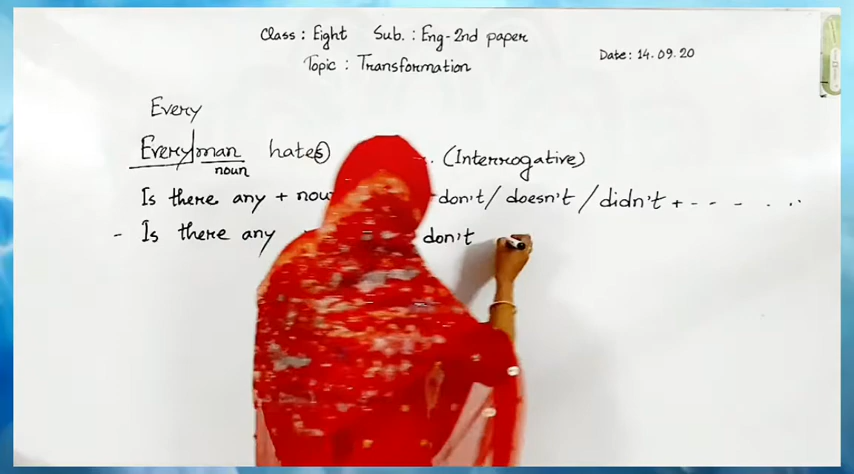 Class : Eight Sub. : Eng-2nd paper
Topic : Transformation
Date: 14.09.20
Every
Every man hates . (Interrogative)
noun
Is there any + noun don't / doesn't / didn't + - - - . . .
- Is there any don't